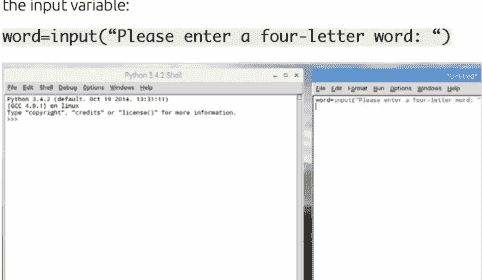 the input variable:
word=input(“Please enter a four-letter word: “)
Python 3.4.2 Shell
File Edit Shell Debug Options Windows Help
Python 3.4.2 (default, Oct 19 2014, 13:31:11)
[GCC 4.9.1] on linux
Type "copyright", "credits" or "license()" for more information.
>>>
*Untitled*
File Edit Format Run Options Windows Help
word=input("Please enter a four-letter word: "